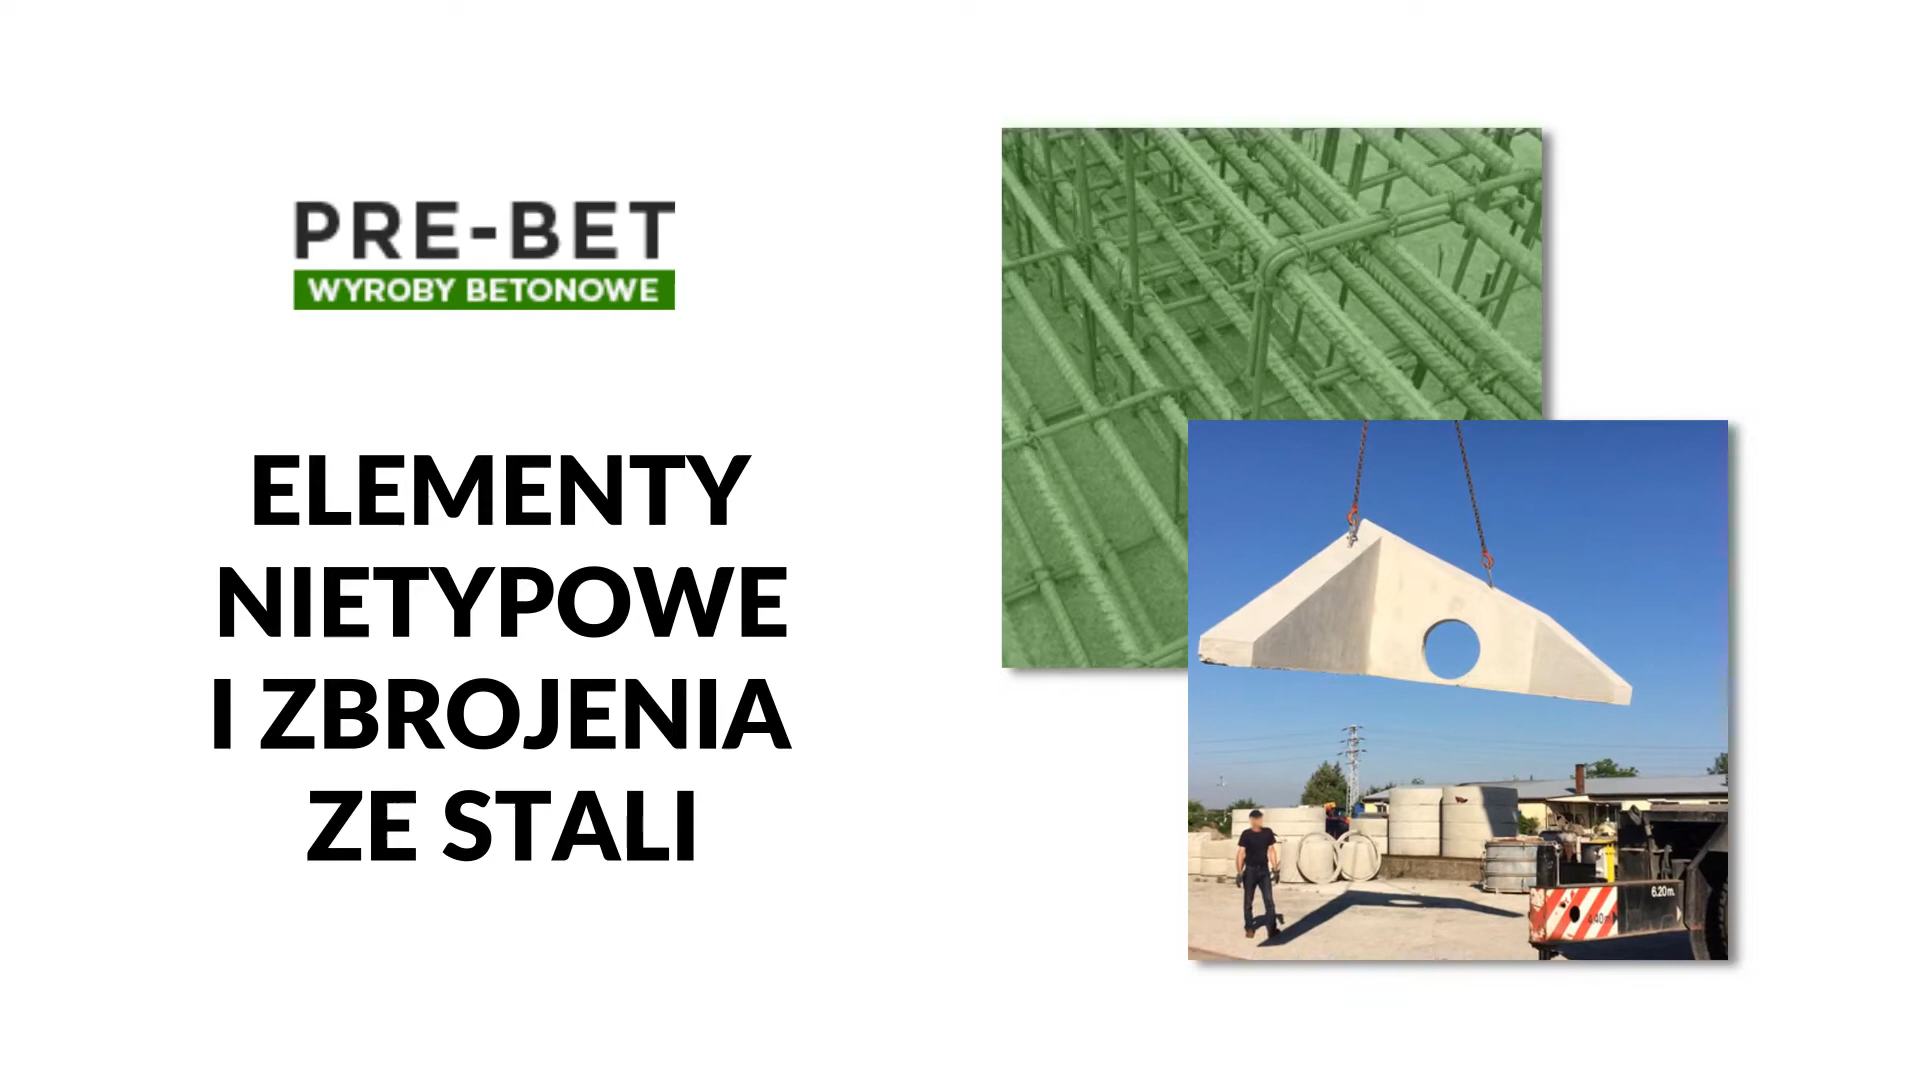 PRE-BET
WYROBY BETONOWE
ELEMENTY
NIETYPOWE
I ZBROJENIA
ZE STALI
6.20m.